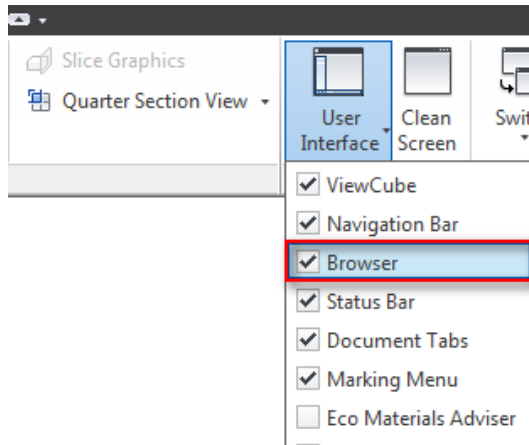 Slice Graphics
Quarter Section View
User Interface
Clean Screen
ViewCube
Navigation Bar
Browser
Status Bar
Document Tabs
Marking Menu
Eco Materials Adviser